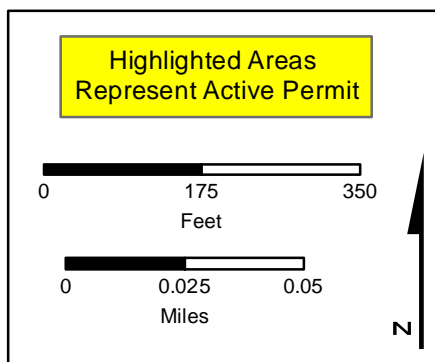 Highlighted Areas
Represent Active Permit
0 175 350
Feet
0 0.025 0.05
Miles
N